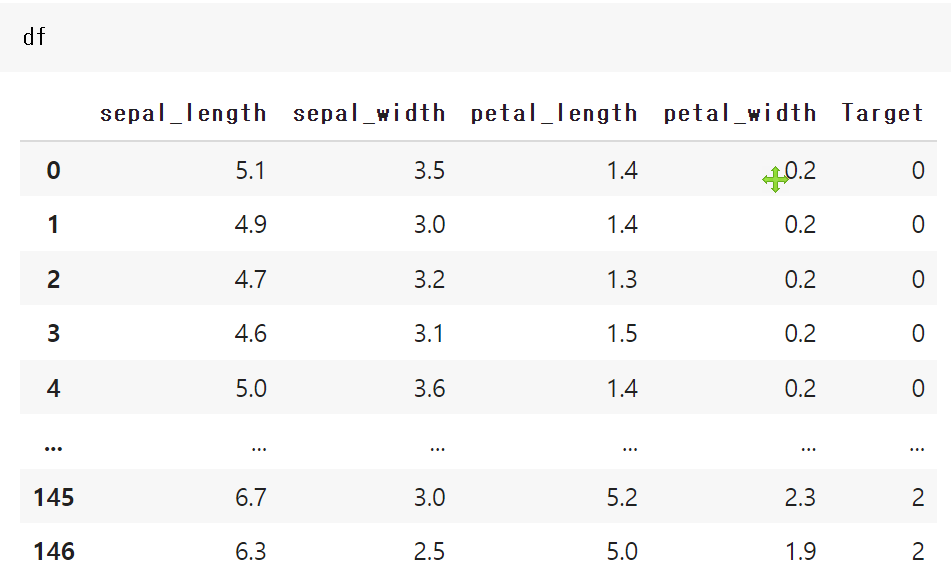 df
sepal_length sepal_width petal_length petal_width Target
0 5.1 3.5 1.4 0.2 0
1 4.9 3.0 1.4 0.2 0
2 4.7 3.2 1.3 0.2 0
3 4.6 3.1 1.5 0.2 0
4 5.0 3.6 1.4 0.2 0
... ... ... ... ... ...
145 6.7 3.0 5.2 2.3 2
146 6.3 2.5 5.0 1.9 2